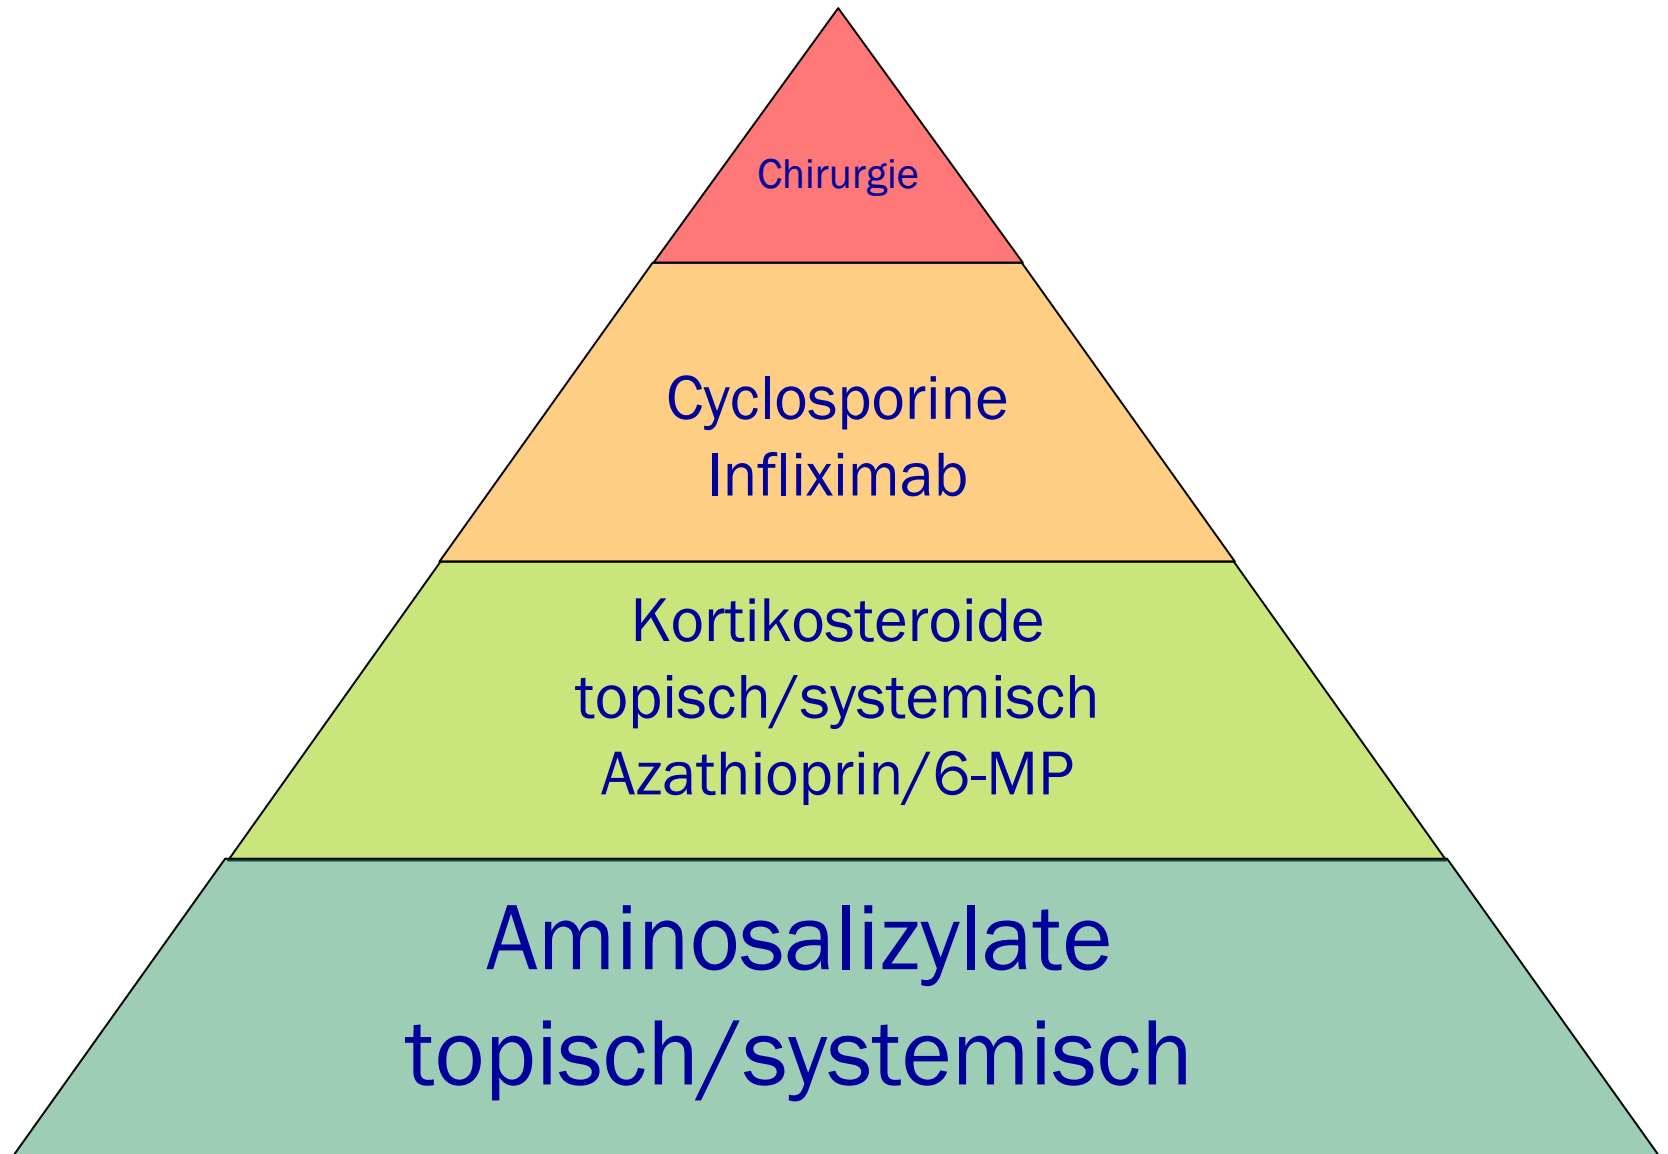 Chirurgie
Cyclosporine
Infliximab
Kortikosteroide
topisch/systemisch
Azathioprin/6-MP
Aminosalizylate
topisch/systemisch